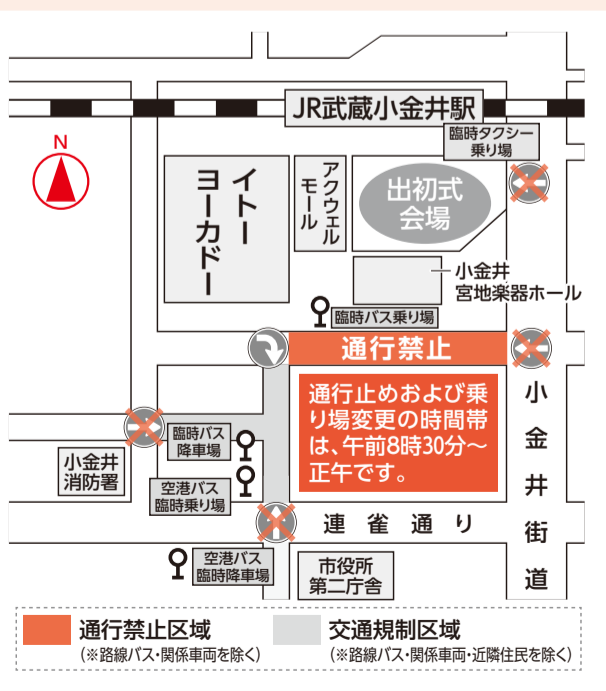 JR武蔵小金井駅
臨時タクシー
乗り場
N
イトー
ヨーカドー
アクウェル
モール
出初式
会場
小金井
宮地楽器ホール
臨時バス乗り場
通行禁止
通行止めおよび乗
り場変更の時間帯
は、午前8時30分～
正午です。
小金井街道
臨時バス
降車場
小金井
消防署
空港バス
臨時乗り場
連雀通り
空港バス
臨時降車場
市役所
第二庁舎
通行禁止区域
(※路線バス・関係車両を除く)
交通規制区域
(※路線バス・関係車両・近隣住民を除く)